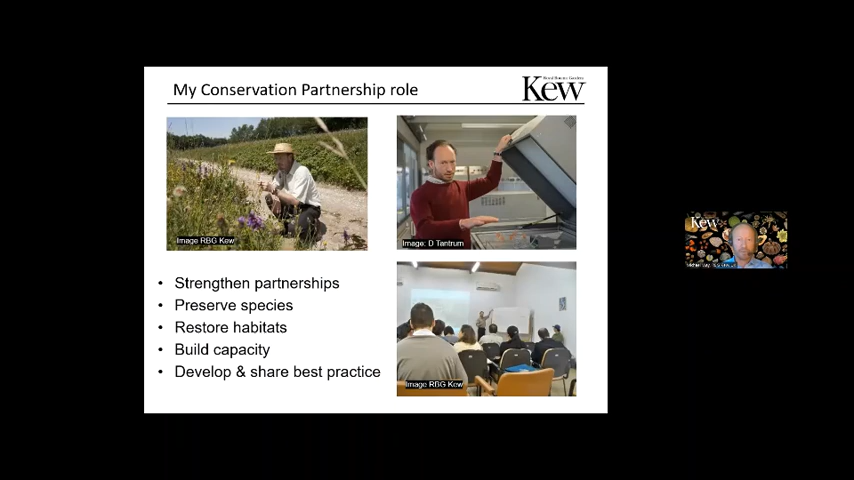 My Conservation Partnership role
Royal Botanic Gardens
Kew
Image RBG Kew
Image: D Tantrum
• Strengthen partnerships
• Preserve species
• Restore habitats
• Build capacity
• Develop & share best practice
Image RBG Kew
Kew